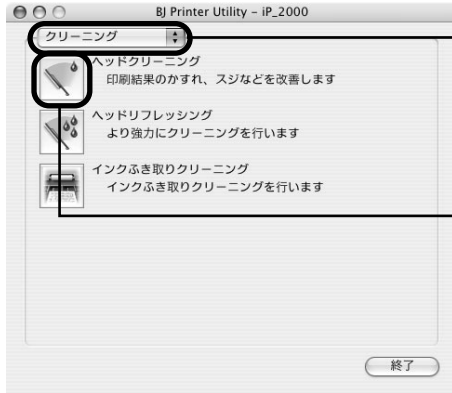 BJ Printer Utility – iP_2000
クリーニング
ヘッドクリーニング
印刷結果のかすれ、スジなどを改善します
ヘッドリフレッシング
より強力にクリーニングを行います
インクふき取りクリーニング
インクふき取りクリーニングを行います
終了